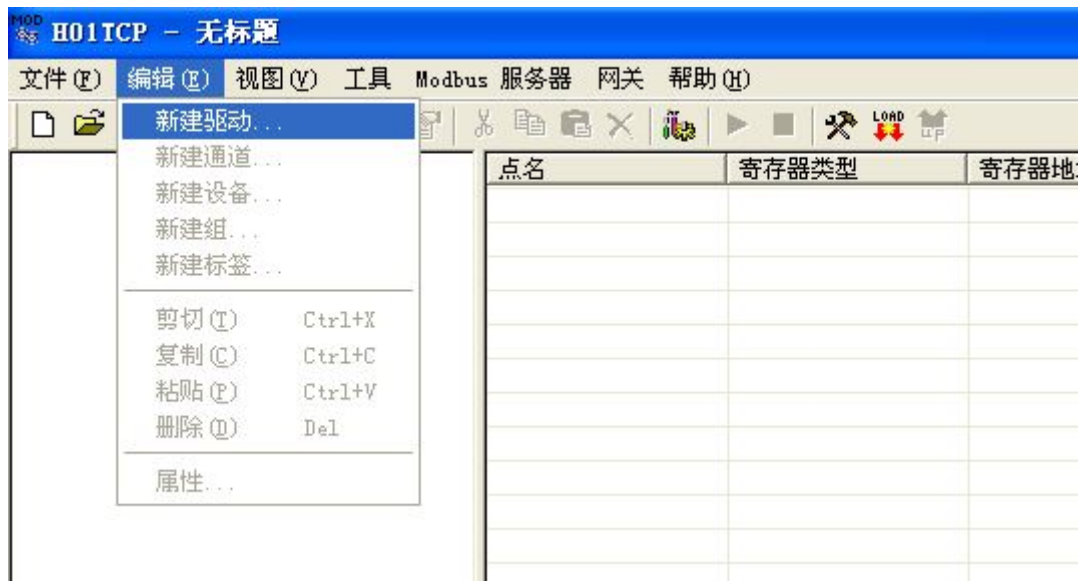 MOD
H01TCP - 无标题
文件(F) 编辑(E) 视图(V) 工具 Modbus 服务器 网关 帮助(H)
新建驱动...
LOAD
UP
新建通道...
点名 寄存器类型 寄存器地
新建设备...
新建组...
新建标签...
剪切(T) Ctrl+X
复制(C) Ctrl+C
粘贴(P) Ctrl+V
删除(D) Del
属性...